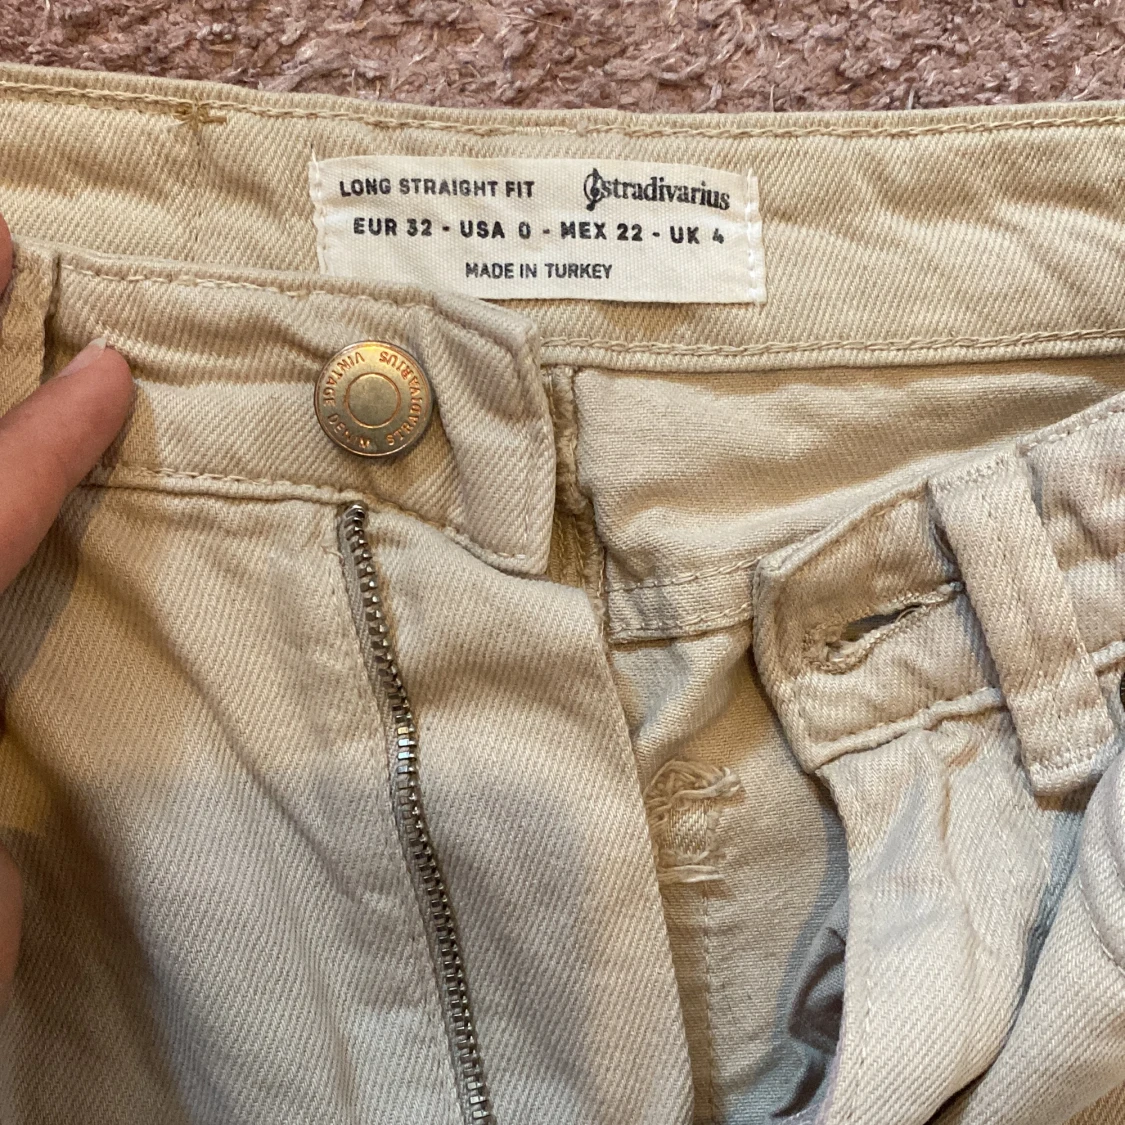 LONG STRAIGHT FIT stradivarius
EUR 32 - USA 0 - MEX 22 - UK 4
MADE IN TURKEY
STRADIVARIUS VINTAGE DENIM